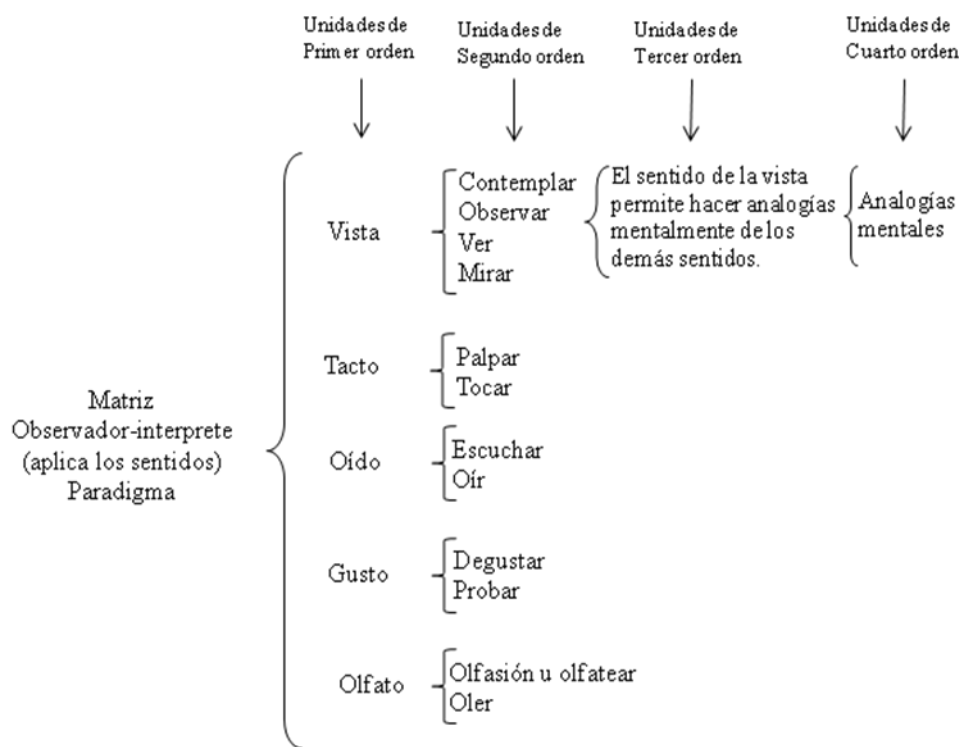 Unidades de
Primer orden
Unidades de
Segundo orden
Unidades de
Tercer orden
Unidades de
Cuarto orden
Matriz
Observador-interprete
(aplica los sentidos)
Paradigma
Vista
Contemplar
Observar
Ver
Mirar
El sentido de la vista
permite hacer analogías
mentalmente de los
demás sentidos.
Analogías
mentales
Tacto
Palpar
Tocar
Oído
Escuchar
Oír
Gusto
Degustar
Probar
Olfato
Olfasión u olfatear
Oler